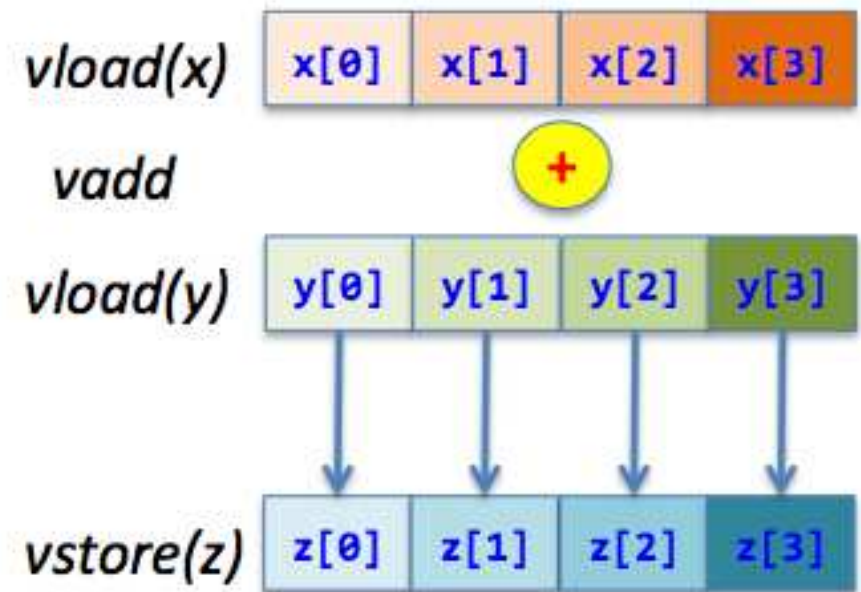 vload(x) x[0] x[1] x[2] x[3]
vadd +
vload(y) y[0] y[1] y[2] y[3]
vstore(z) z[0] z[1] z[2] z[3]